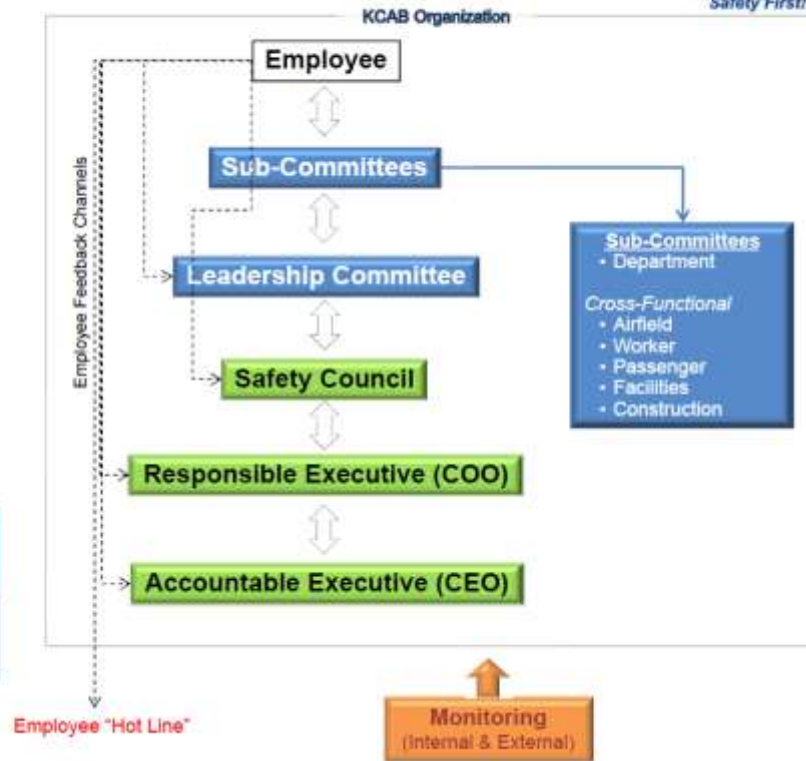 Safety First!
KCAB Organization
Employee
Sub-Committees
Leadership Committee
Safety Council
Responsible Executive (COO)
Accountable Executive (CEO)
Employee Feedback Channels
Sub-Committees
• Department
Cross-Functional
• Airfield
• Worker
• Passenger
• Facilities
• Construction
Employee "Hot Line"
Monitoring
(Internal & External)